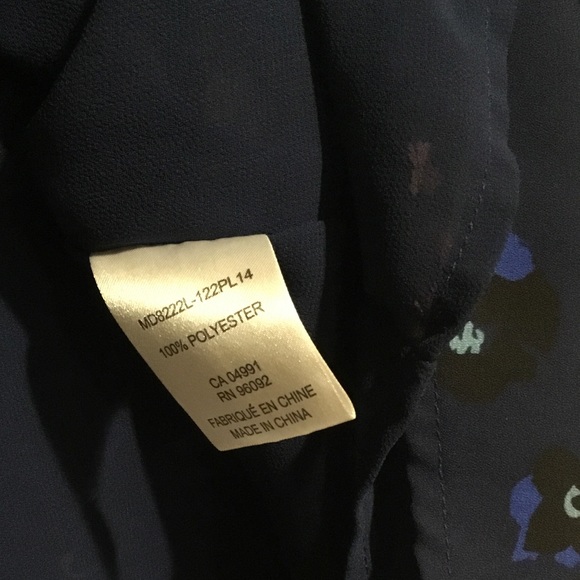 MD8222L-122PL14
100% POLYESTER
CA 04991
RN 96092
FABRIQUÉ EN CHINE
MADE IN CHINA